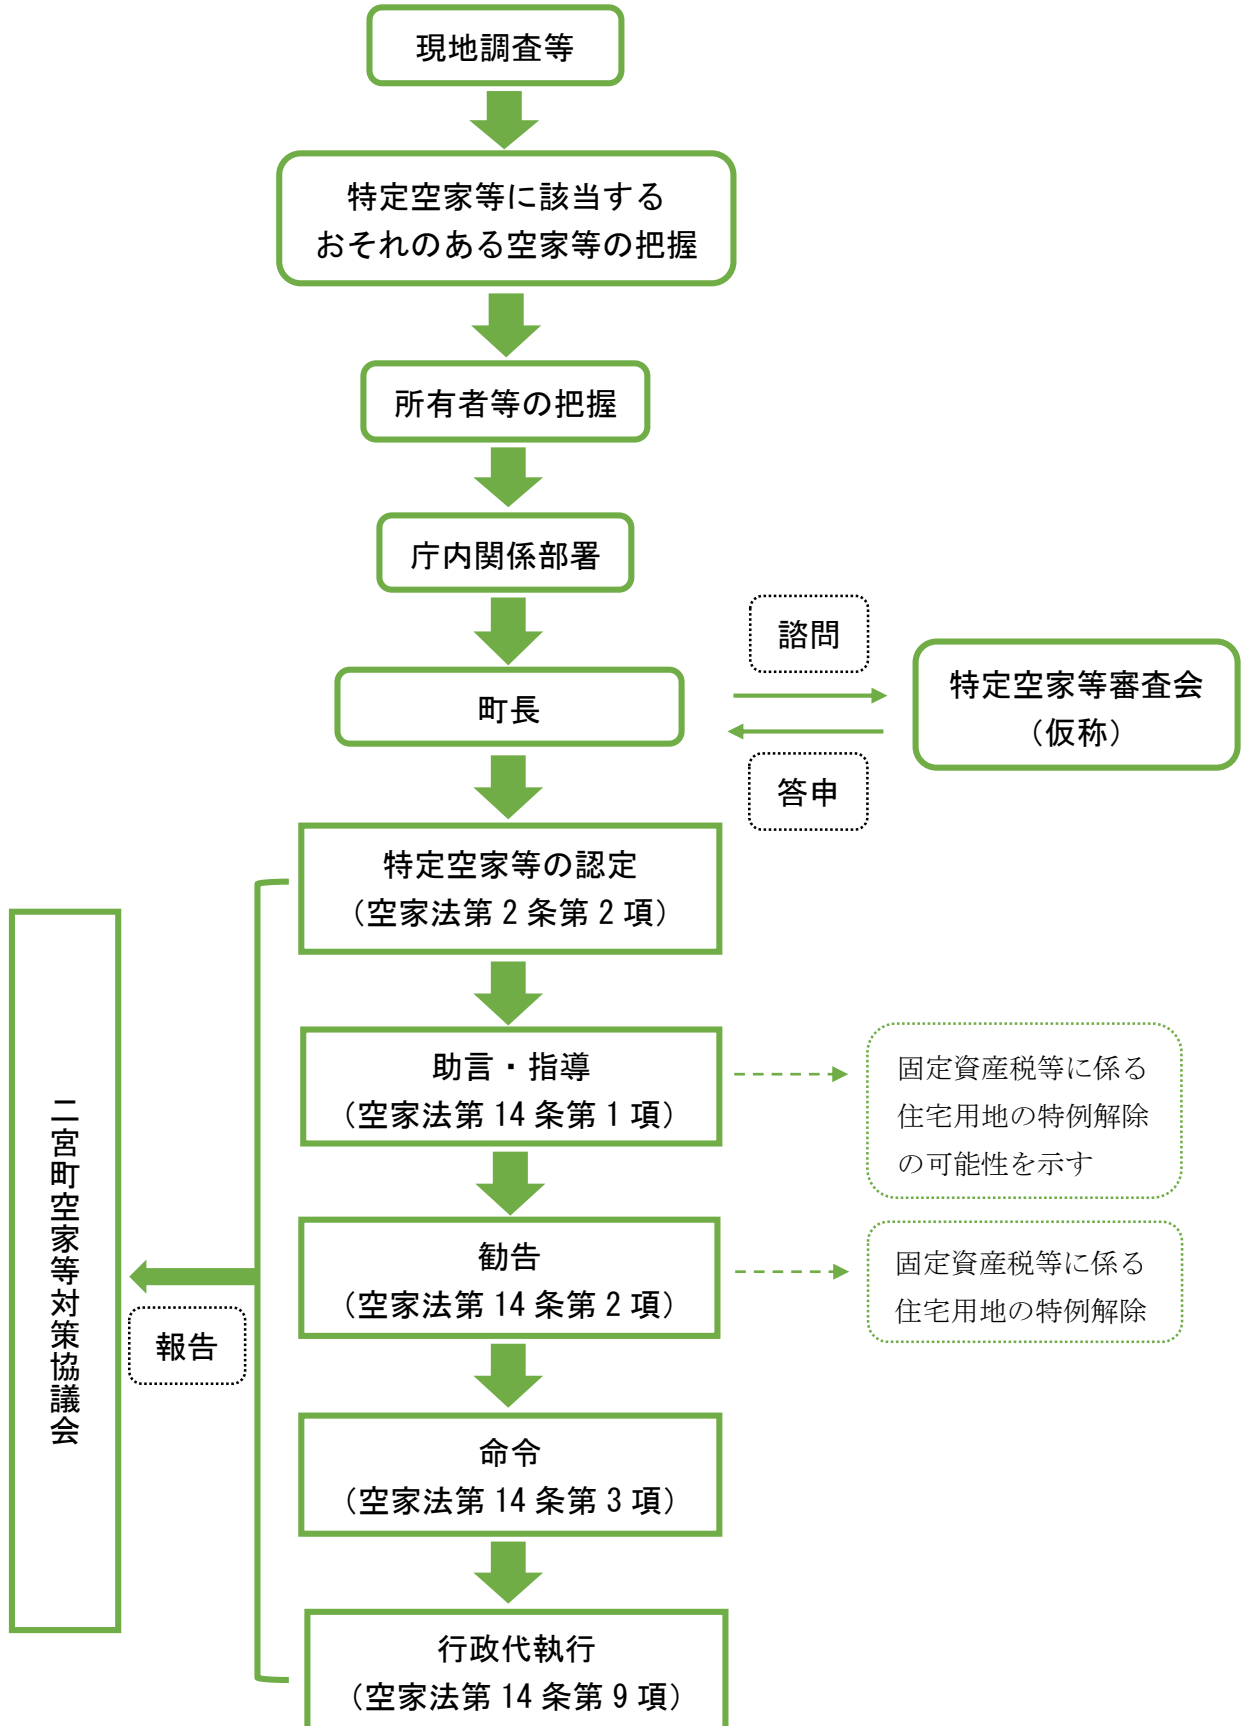 現地調査等
特定空家等に該当する
おそれのある空家等の把握
所有者等の把握
庁内関係部署
諮問
町長
特定空家等審査会
（仮称）
答申
特定空家等の認定
（空家法第2条第2項）
助言・指導
（空家法第14条第1項）
固定資産税等に係る
住宅用地の特例解除
の可能性を示す
勧告
（空家法第14条第2項）
固定資産税等に係る
住宅用地の特例解除
二宮町空家等対策協議会
報告
命令
（空家法第14条第3項）
行政代執行
（空家法第14条第9項）